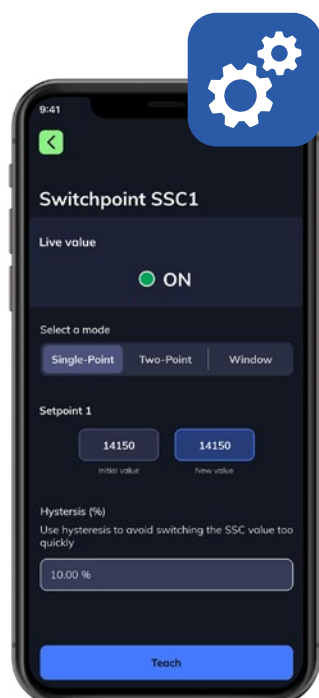 9:41
Switchpoint SSC1
Live value
ON
Select a mode
Single-Point Two-Point Window
Setpoint 1
14150 14150
Initial value New value
Hystersis (%)
Use hysteresis to avoid switching the SSC value too
quickly
10.00 %
Teach